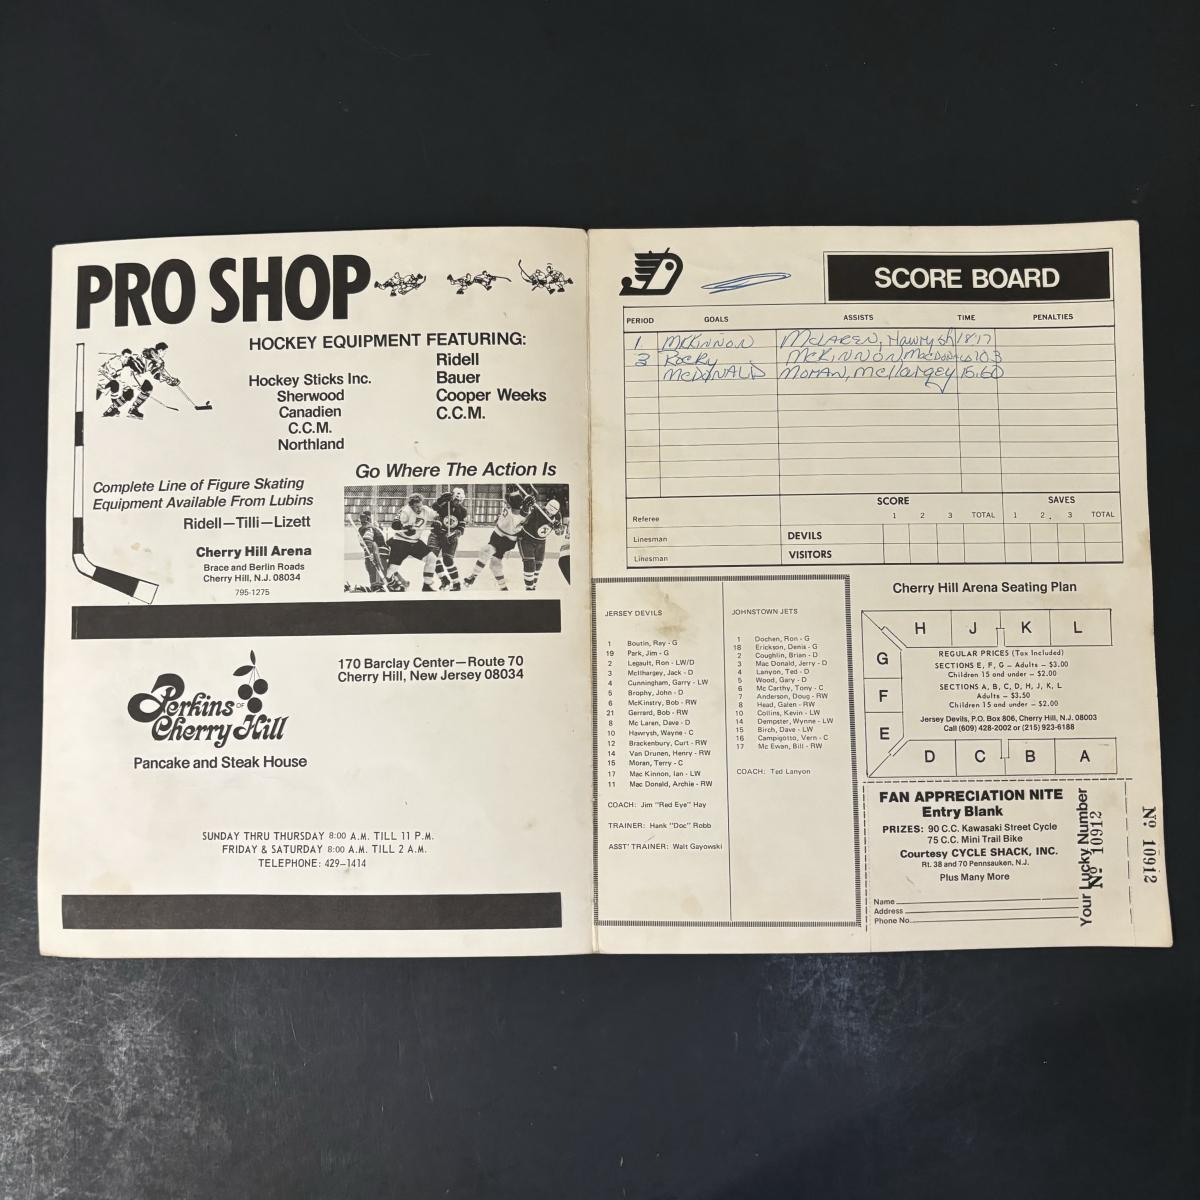 PRO SHOP
HOCKEY EQUIPMENT FEATURING:
Hockey Sticks Inc.
Sherwood
Canadien
C.C.M.
Northland
Ridell
Bauer
Cooper Weeks
C.C.M.
Complete Line of Figure Skating
Equipment Available From Lubins
Ridell—Tilli—Lizett
Cherry Hill Arena
Brace and Berlin Roads
Cherry Hill, N.J. 08034
795-1275
Go Where The Action Is
Perkins OF
Cherry Hill
Pancake and Steak House
170 Barclay Center—Route 70
Cherry Hill, New Jersey 08034
SUNDAY THRU THURSDAY 8:00 A.M. TILL 11 P.M.
FRIDAY & SATURDAY 8:00 A.M. TILL 2 A.M.
TELEPHONE: 429-1414
SCORE BOARD
PERIOD GOALS ASSISTS TIME PENALTIES
1 McKinnon McLaren, Hawrysh 18:17
3 Rocky McKinnon, MacDonald
McDonald Moran, McIlargey
SCORE SAVES
1 2 3 TOTAL 1 2 3 TOTAL
Referee
Linesman DEVILS
Linesman VISITORS
JERSEY DEVILS
1 Boutin, Ray - G
19 Park, Jim - G
2 Legault, Ron - LW/D
3 McIlhargey, Jack - D
4 Cunningham, Garry - LW
5 Brophy, John - D
6 McKinstry, Bob - RW
21 Gerrard, Bob - RW
8 Mc Laren, Dave - D
10 Hawrysh, Wayne - C
12 Brackenbury, Curt - RW
14 Van Drunen, Henry - RW
15 Moran, Terry - C
17 Mac Kinnon, Ian - LW
11 Mac Donald, Archie - RW
COACH: Jim "Red Eye" Hay
TRAINER: Hank "Doc" Robb
ASST' TRAINER: Walt Gayowski
JOHNSTOWN JETS
1 Dochen, Ron - G
18 Erickson, Denis - G
2 Coughlin, Brian - D
3 Mac Donald, Jerry - D
4 Lanyon, Ted - D
5 Wood, Gary - D
6 Mc Carthy, Tony - C
7 Anderson, Doug - RW
8 Head, Galen - RW
10 Collins, Kevin - LW
14 Dempster, Wynne - LW
15 Birch, Dave - LW
16 Campigotto, Vern - C
17 Mc Ewan, Bill - RW
COACH: Ted Lanyon
Cherry Hill Arena Seating Plan
H J K L
G
F
E
D C B A
REGULAR PRICES (Tax Included)
SECTIONS E, F, G — Adults — $3.00
Children 15 and under — $2.00
SECTIONS A, B, C, D, H, J, K, L
Adults — $3.50
Children 15 and under — $2.00
Jersey Devils, P.O. Box 806, Cherry Hill, N.J. 08003
Call (609) 428-2002 or (215) 923-6188
FAN APPRECIATION NITE
Entry Blank
PRIZES: 90 C.C. Kawasaki Street Cycle
75 C.C. Mini Trail Bike
Courtesy CYCLE SHACK, INC.
Rt. 38 and 70 Pennsauken, N.J.
Plus Many More
Name
Address
Phone No.
Your Lucky Number
Nº 10912
Nº 10912